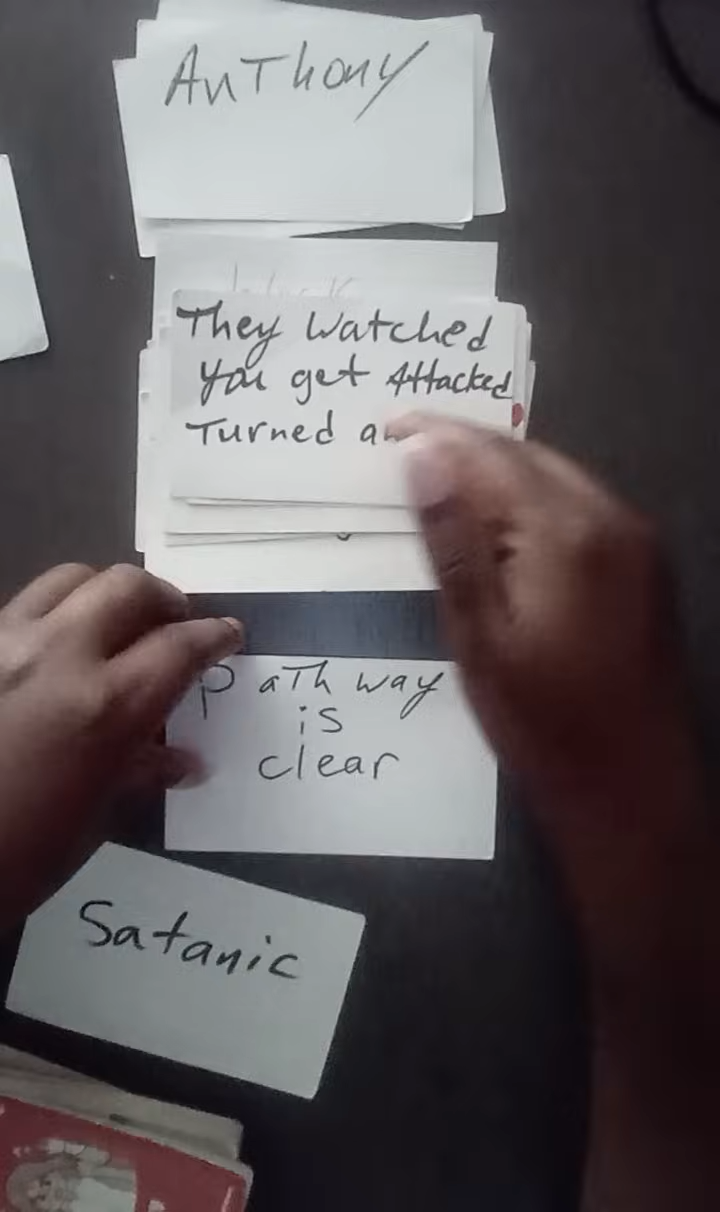 AnThony
They Watched
You get Attacked
Turned
Pathway
is
clear
Satanic